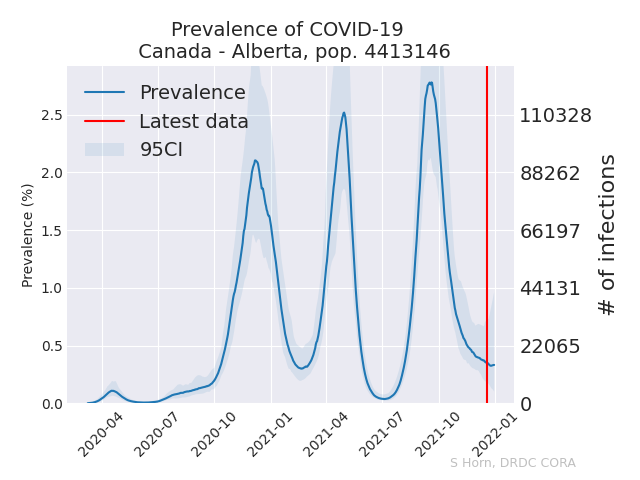 Prevalence of COVID-19
Canada - Alberta, pop. 4413146
Prevalence
Latest data
95CI
Prevalence (%)
2.5
2.0
1.5
1.0
0.5
0.0
110328
88262
66197
44131
22065
0
# of infections
2020-04
2020-07
2020-10
2021-01
2021-04
2021-07
2021-10
2022-01
S Horn, DRDC CORA